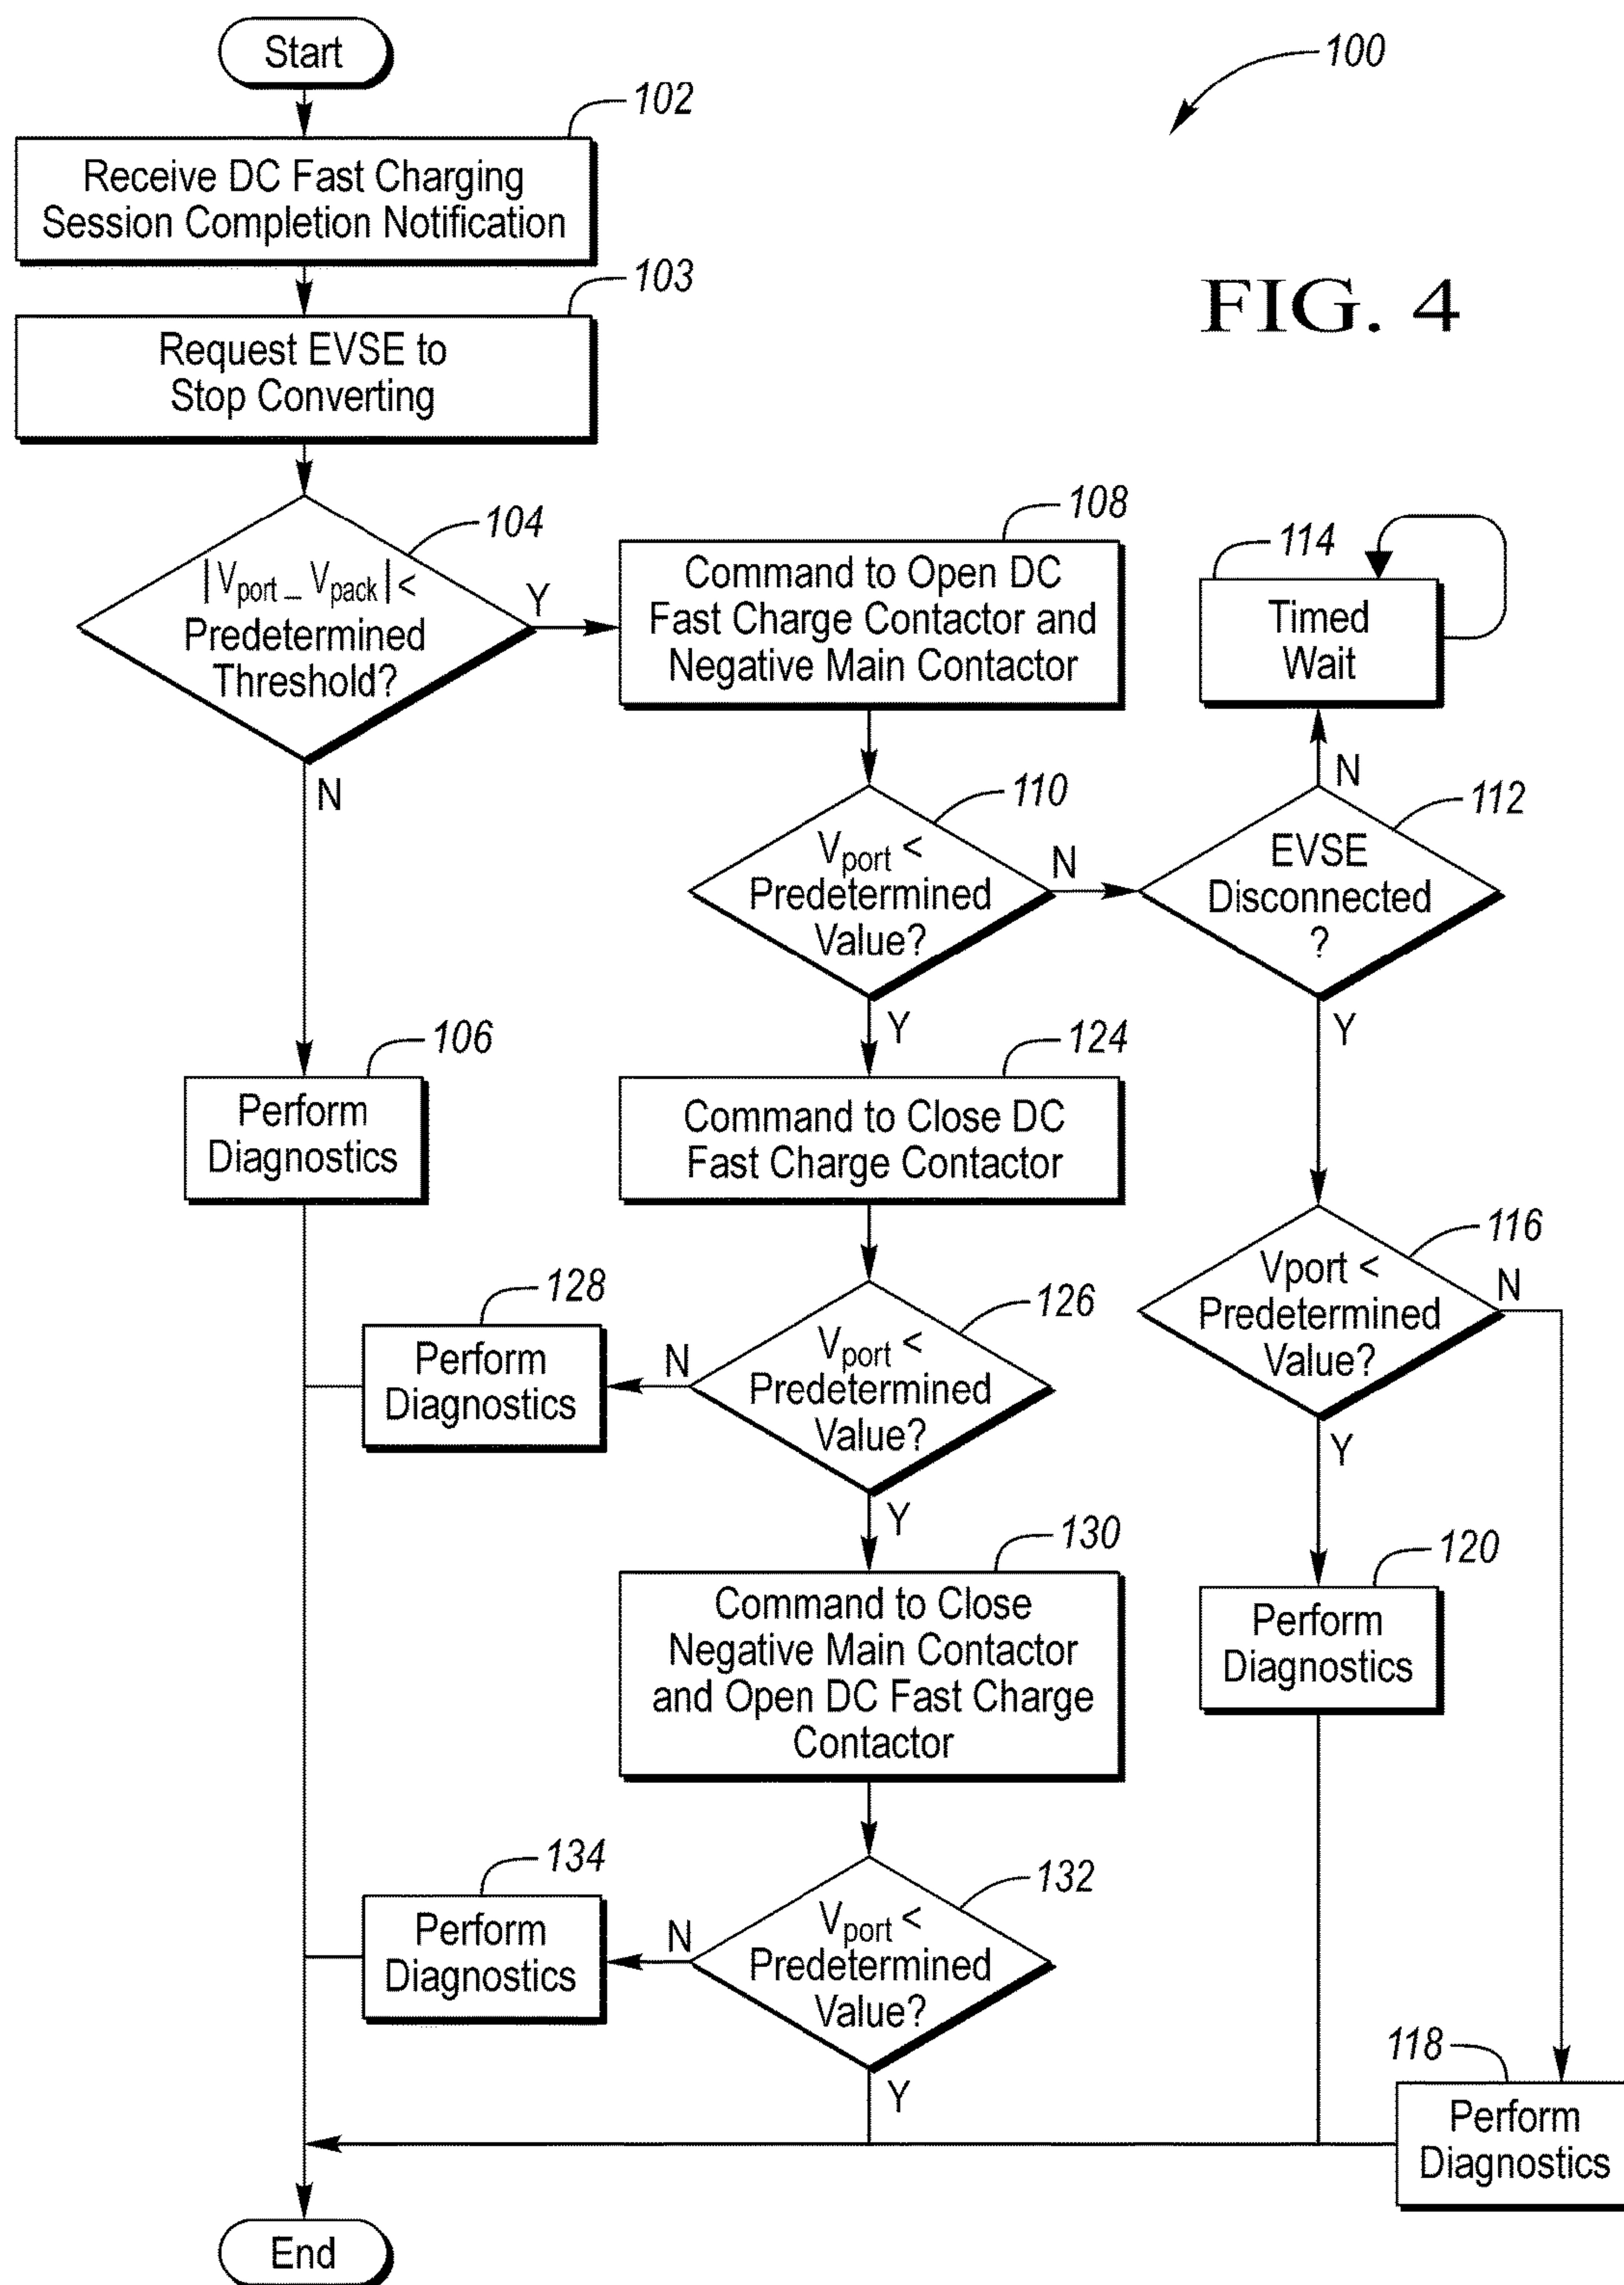 Start
100
102
Receive DC Fast Charging
Session Completion Notification
103
Request EVSE to
Stop Converting
FIG. 4
104
|Vport – Vpack| <
Predetermined
Threshold?
Y
N
108
Command to Open DC
Fast Charge Contactor and
Negative Main Contactor
114
Timed
Wait
N
110
Vport <
Predetermined
Value?
N
Y
112
EVSE
Disconnected
?
Y
106
Perform
Diagnostics
124
Command to Close DC
Fast Charge Contactor
116
Vport <
Predetermined
Value?
N
Y
128
Perform
Diagnostics
N
126
Vport <
Predetermined
Value?
Y
130
Command to Close
Negative Main Contactor
and Open DC Fast Charge
Contactor
120
Perform
Diagnostics
134
Perform
Diagnostics
N
132
Vport <
Predetermined
Value?
Y
118
Perform
Diagnostics
End